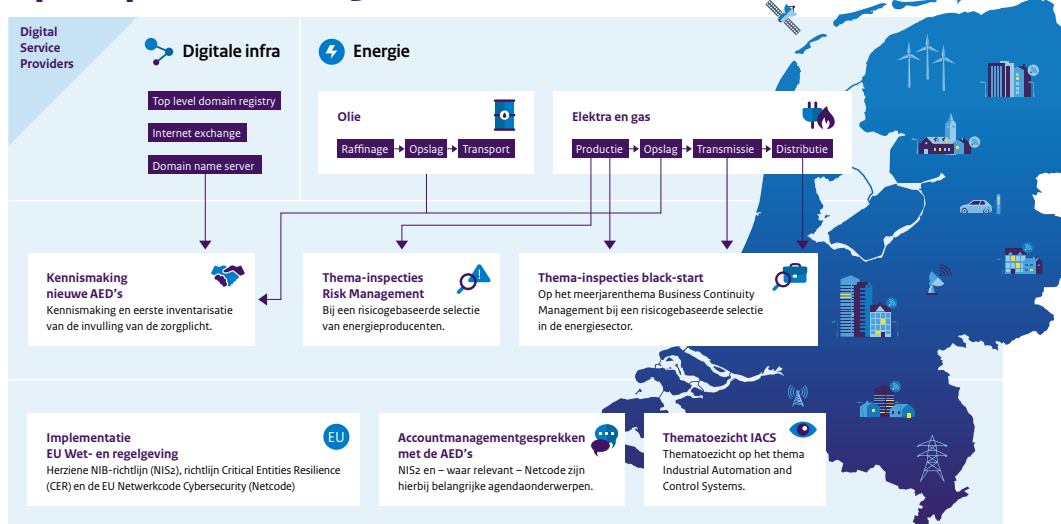 Digital
Service
Providers
Digitale infra
Energie
Top level domain registry
Internet exchange
Domain name server
Olie
Raffinage
Opslag
Transport
Elektra en gas
Productie
Opslag
Transmissie
Distributie
Kennismaking
nieuwe AED's
Kennismaking en eerste inventarisatie
van de invulling van de zorgplicht.
Thema-inspecties
Risk Management
Bij een risicogebaseerde selectie
van energieproducenten.
Thema-inspecties black-start
Op het meerjarenthema Business Continuity
Management bij een risicogebaseerde selectie
in de energiesector.
Implementatie
EU Wet- en regelgeving
EU
Herziene NIB-richtlijn (NIS2), richtlijn Critical Entities Resilience
(CER) en de EU Netwerkcode Cybersecurity (Netcode)
Accountmanagementgesprekken
met de AED's
NIS2 en – waar relevant – Netcode zijn
hierbij belangrijke agendaonderwerpen.
Thematoezicht IACS
Thematoezicht op het thema
Industrial Automation and
Control Systems.